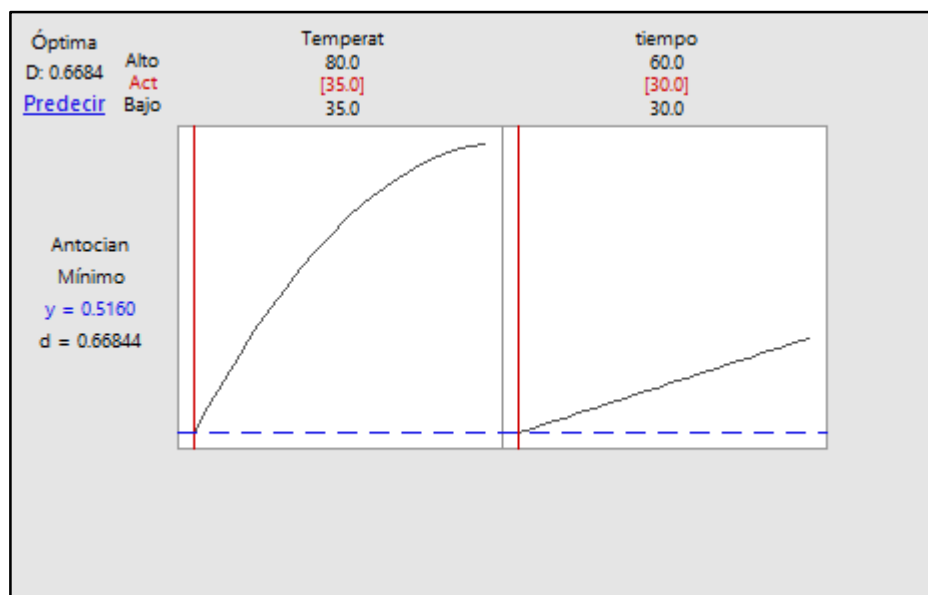 Óptima
D: 0.6684
Predecir
Alto
Act
Bajo
Temperat
80.0
[35.0]
35.0
tiempo
60.0
[30.0]
30.0
Antocian
Mínimo
y = 0.5160
d = 0.66844